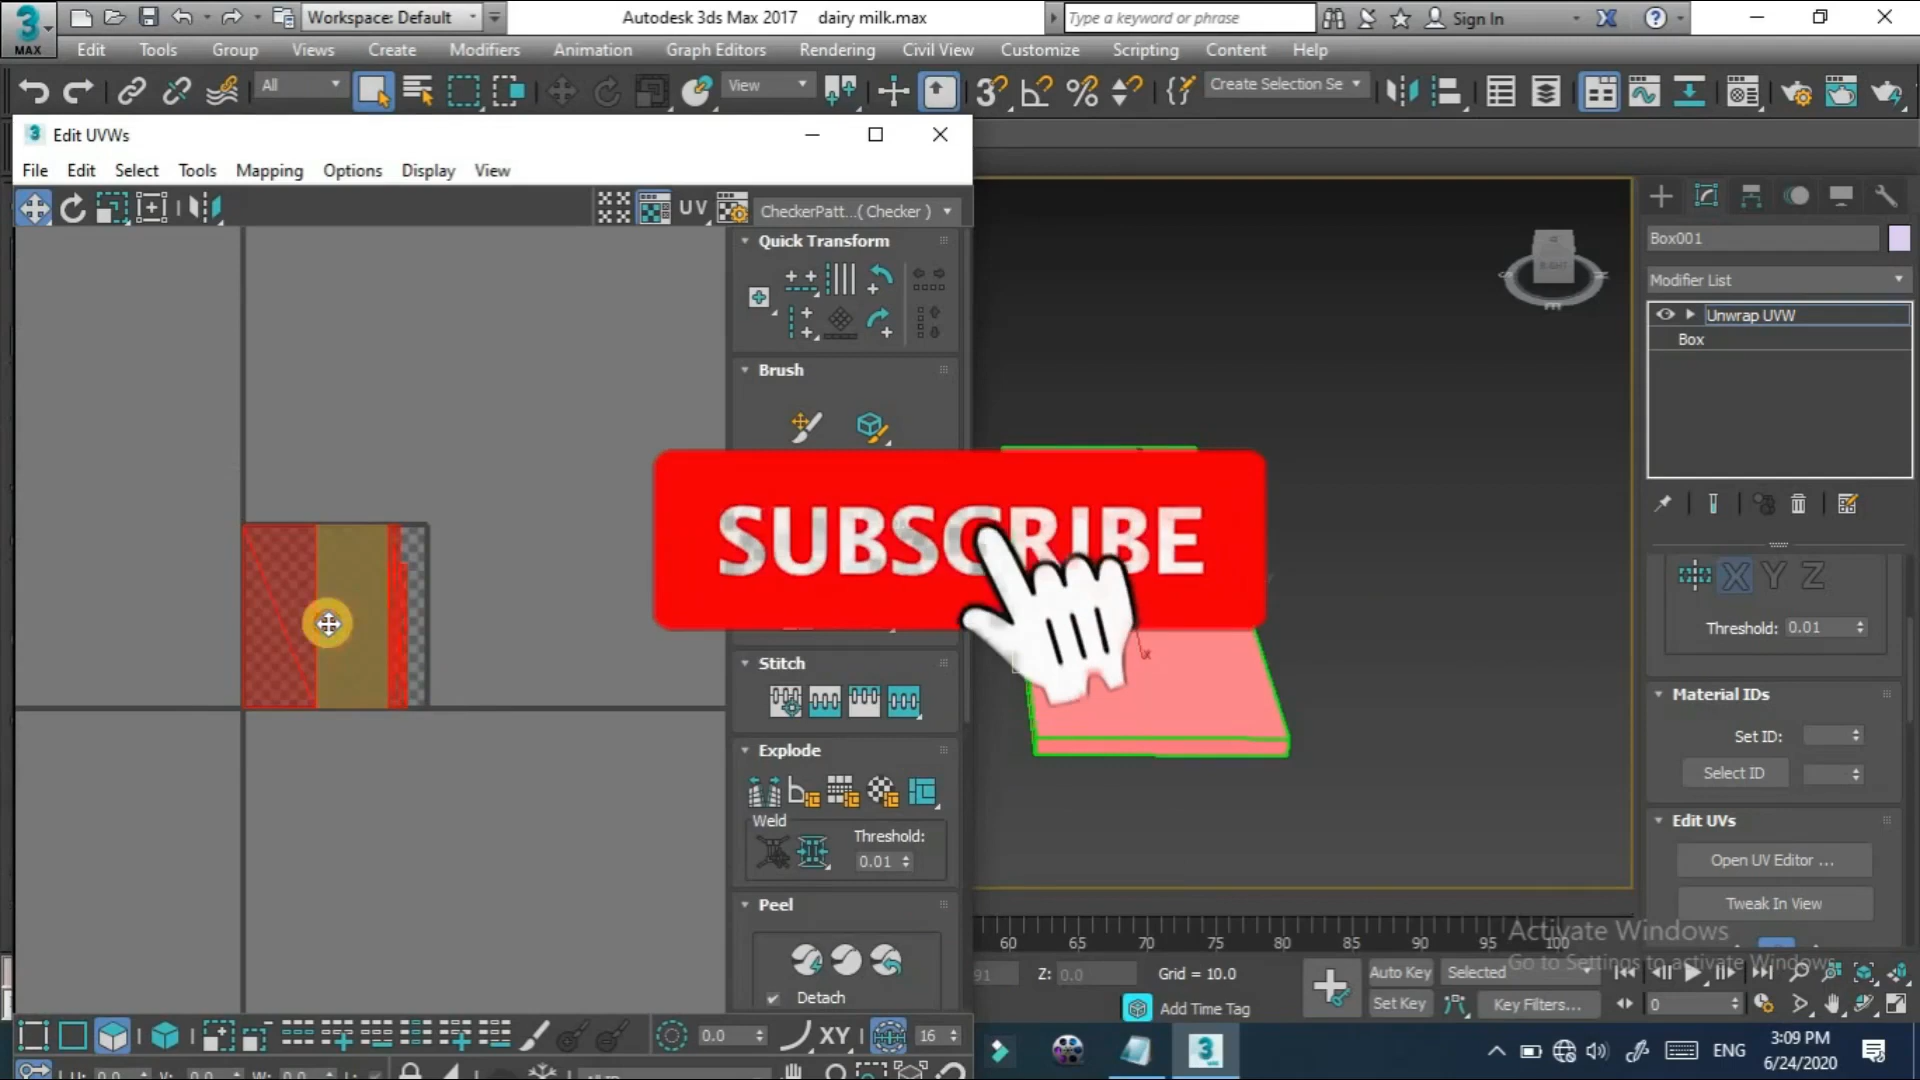 3
MAX
Workspace: Default
Autodesk 3ds Max 2017    dairy milk.max
Type a keyword or phrase
Sign In
Edit Tools Group Views Create Modifiers Animation Graph Editors Rendering Civil View Customize Scripting Content Help
All
View
Create Selection Se
3 Edit UVWs
File Edit Select Tools Mapping Options Display View
UV
CheckerPatt...( Checker )
Quick Transform
Brush
SUBSCRIBE
Stitch
Explode
Weld
Threshold:
0.01
Peel
Detach
0.0
XY
16
All ID
RIGHT
x
Box001
Modifier List
Unwrap UVW
Box
X Y Z
Threshold: 0.01
Material IDs
Set ID:
Select ID
Edit UVs
Open UV Editor ...
Tweak In View
Activate Windows
Go to Settings to activate Windows.
60 65 70 75 80 85 90 95 100
91
Z: 0.0
Grid = 10.0
Add Time Tag
Auto Key
Selected
Set Key
Key Filters...
0
ENG
3:09 PM
6/24/2020